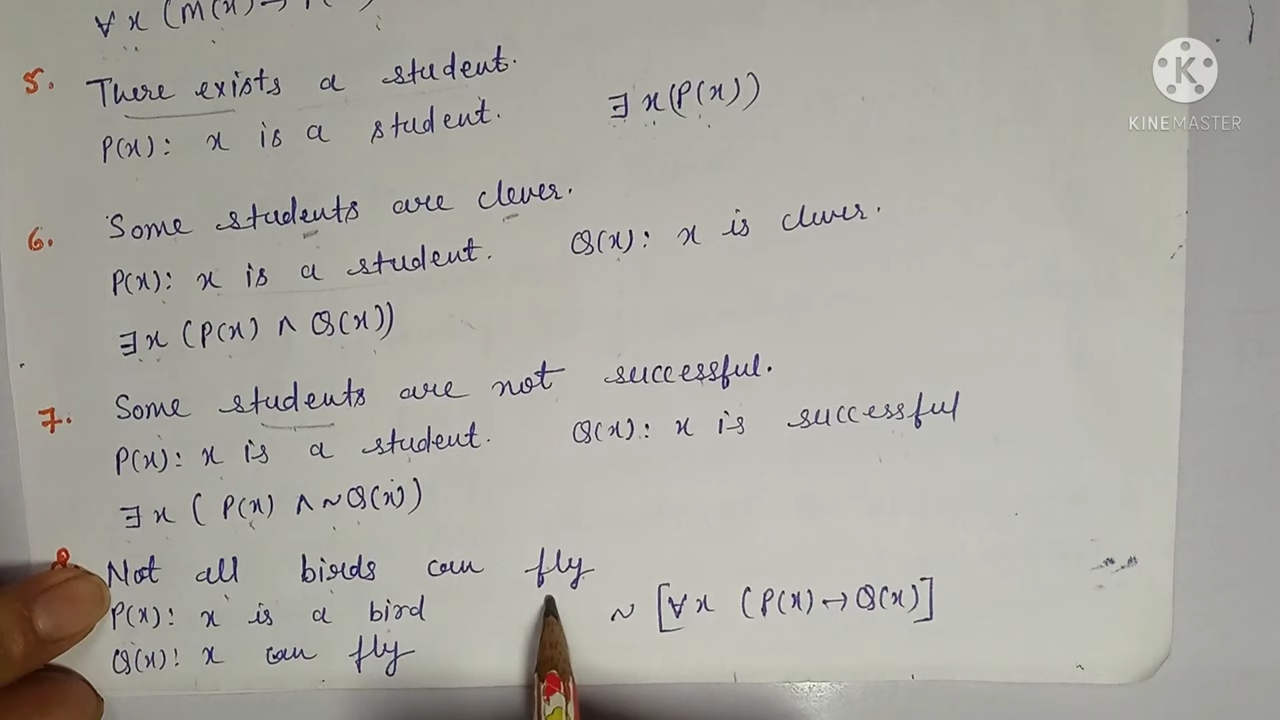 ∀x (M(x)→
5. There exists a student.
P(x): x is a student. ∃x(P(x))
6. Some students are clever.
P(x): x is a student. Q(x): x is clever.
∃x (P(x) ∧ Q(x))
7. Some students are not successful.
P(x): x is a student. Q(x): x is successful
∃x ( P(x) ∧ ~Q(x))
8. Not all birds can fly
P(x): x is a bird ~ [∀x (P(x)→Q(x)]
Q(x): x can fly
K
KINEMASTER